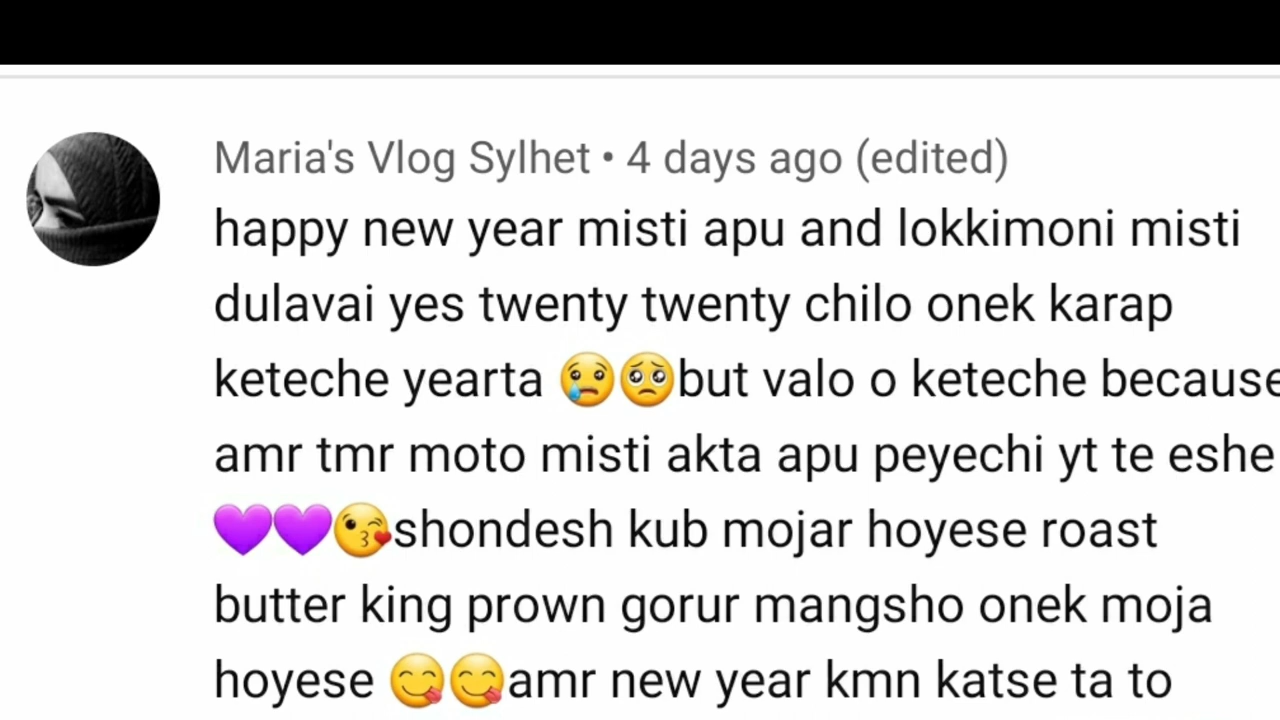 Maria's Vlog Sylhet • 4 days ago (edited)
happy new year misti apu and lokkimoni misti
dulavai yes twenty twenty chilo onek karap
keteche yearta 😢🥺but valo o keteche because
amr tmr moto misti akta apu peyechi yt te eshe
💜💜😘shondesh kub mojar hoyese roast
butter king prown gorur mangsho onek moja
hoyese 😋😋amr new year kmn katse ta to